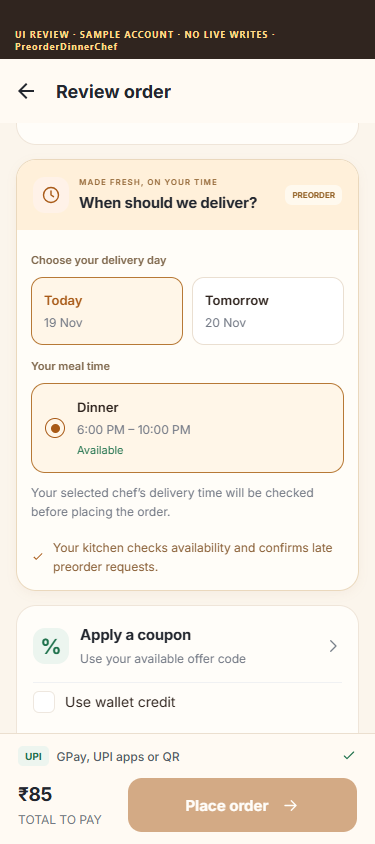 UI REVIEW · SAMPLE ACCOUNT · NO LIVE WRITES ·
PreorderDinnerChef
Review order
MADE FRESH, ON YOUR TIME
When should we deliver?
PREORDER
Choose your delivery day
Today
19 Nov
Tomorrow
20 Nov
Your meal time
Dinner
6:00 PM – 10:00 PM
Available
Your selected chef’s delivery time will be checked
before placing the order.
Your kitchen checks availability and confirms late
preorder requests.
%
Apply a coupon
Use your available offer code
Use wallet credit
UPI
GPay, UPI apps or QR
₹85
TOTAL TO PAY
Place order